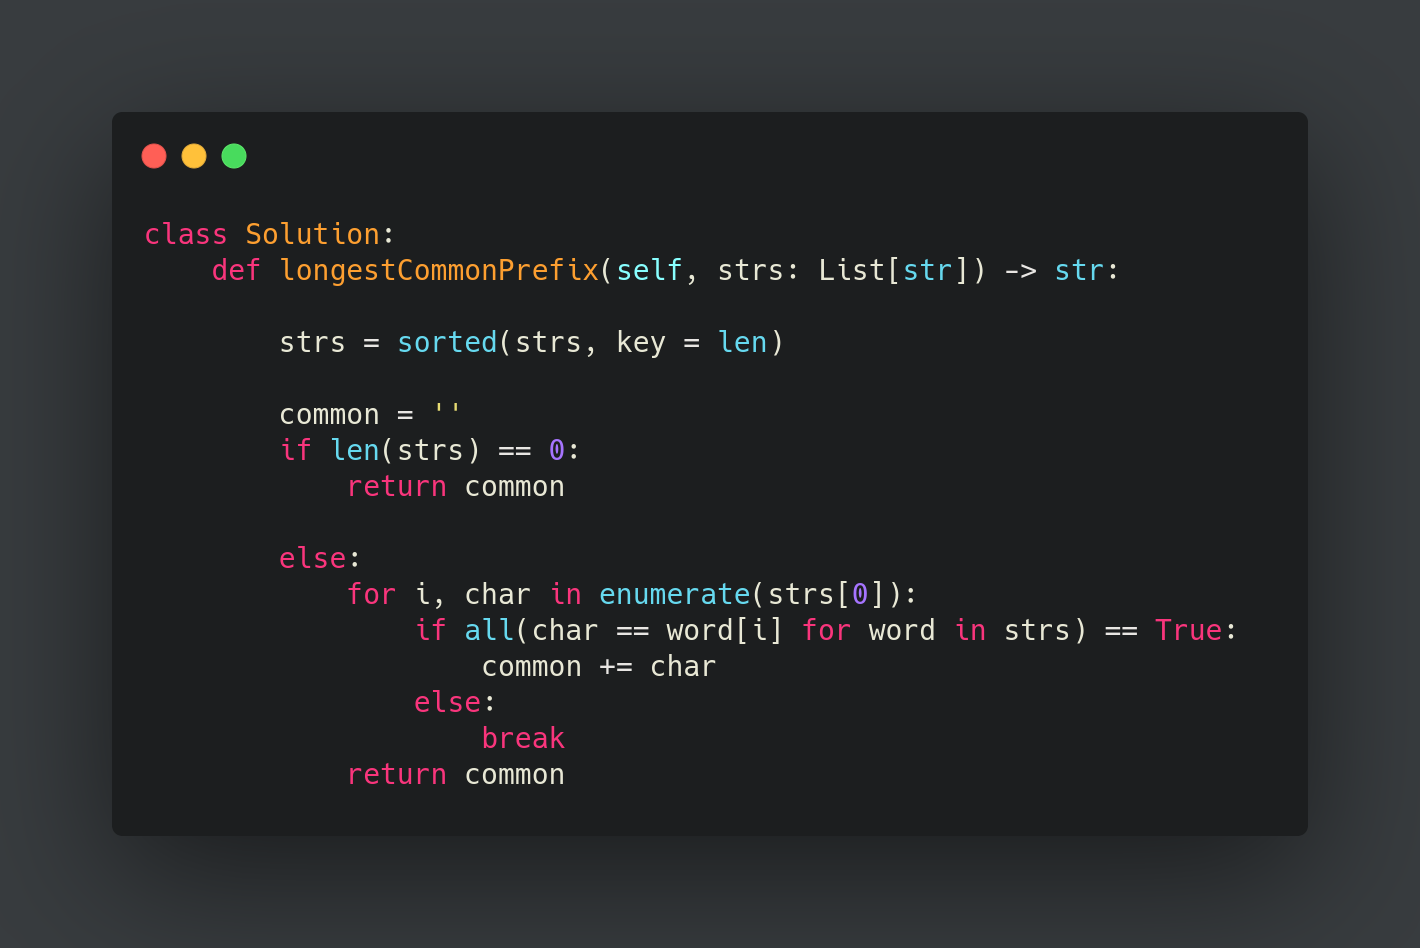 class Solution:
    def longestCommonPrefix(self, strs: List[str]) -> str:
        strs = sorted(strs, key = len)
        common = ''
        if len(strs) == 0:
            return common
        else:
            for i, char in enumerate(strs[0]):
                if all(char == word[i] for word in strs) == True:
                    common += char
                else:
                    break
            return common